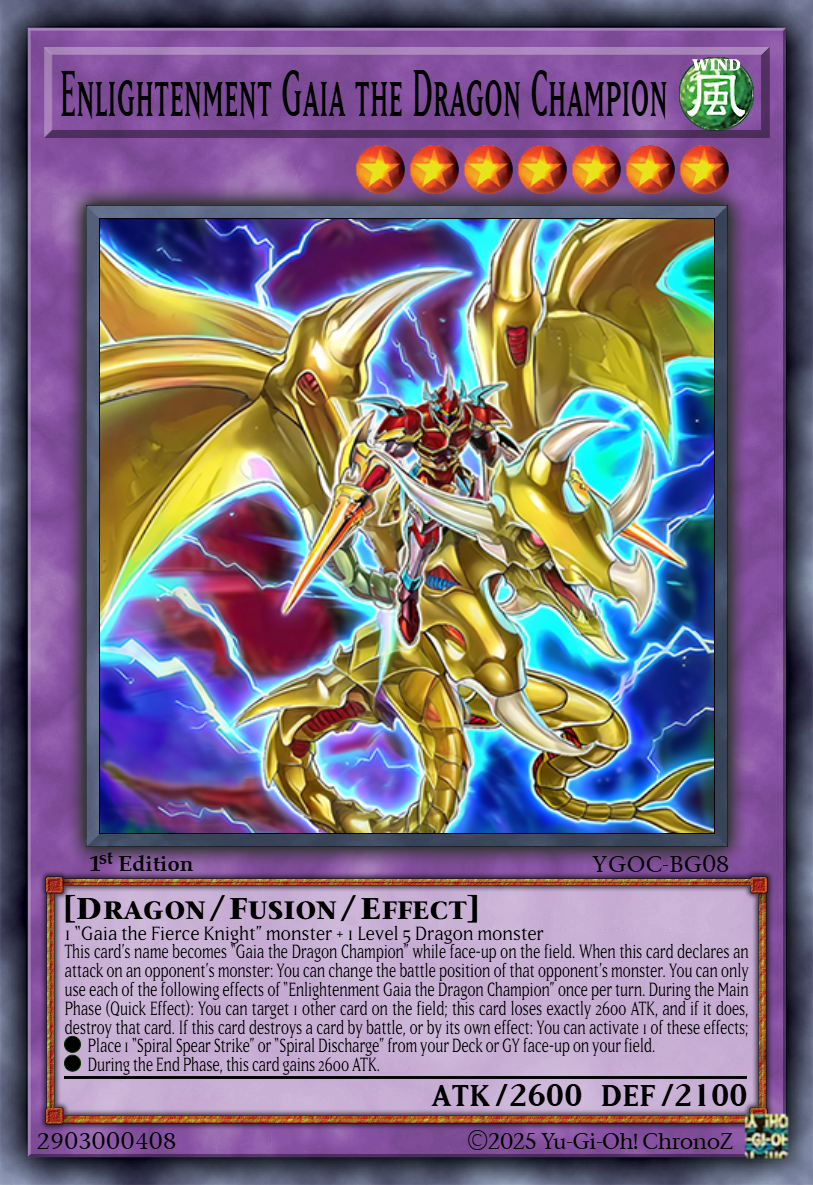 Enlightenment Gaia the Dragon Champion
WIND
風
1st Edition
YGOC-BG08
[Dragon/Fusion/Effect]
1 "Gaia the Fierce Knight" monster + 1 Level 5 Dragon monster
This card's name becomes "Gaia the Dragon Champion" while face-up on the field. When this card declares an
attack on an opponent's monster: You can change the battle position of that opponent's monster. You can only
use each of the following effects of "Enlightenment Gaia the Dragon Champion" once per turn. During the Main
Phase (Quick Effect): You can target 1 other card on the field; this card loses exactly 2600 ATK, and if it does,
destroy that card. If this card destroys a card by battle, or by its own effect: You can activate 1 of these effects;
● Place 1 "Spiral Spear Strike" or "Spiral Discharge" from your Deck or GY face-up on your field.
● During the End Phase, this card gains 2600 ATK.
ATK/2600 DEF/2100
2903000408
©2025 Yu-Gi-Oh! ChronoZ